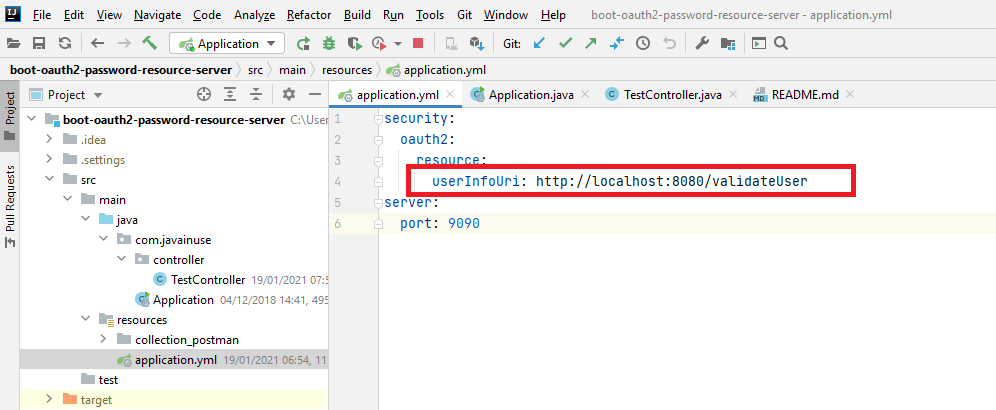 IJ File Edit View Navigate Code Analyze Refactor Build Run Tools Git Window Help boot-oauth2-password-resource-server - application.yml
Application Git:
boot-oauth2-password-resource-server src main resources application.yml
Project
Pull Requests
Project
boot-oauth2-password-resource-server C:\User
.idea
.settings
src
main
java
com.javainuse
controller
C TestController 19/01/2021 07:5
C Application 04/12/2018 14:41, 495
resources
collection_postman
application.yml 19/01/2021 06:54, 11
test
target
application.yml C Application.java C TestController.java MD README.md
1 security:
2 oauth2:
3 resource:
4 userInfoUri: http://localhost:8080/validateUser
5 server:
6 port: 9090